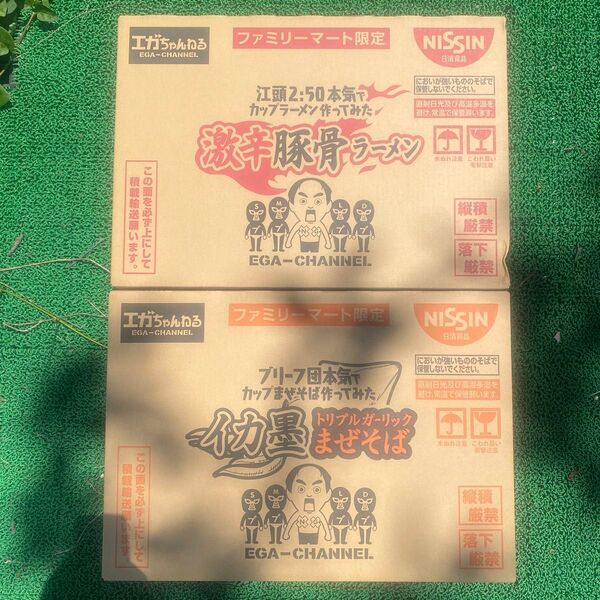 エガちゃんねる
EGA-CHANNEL
ファミリーマート限定
NISSIN
日清食品
においが強いもののそばで
保管しないでください。
直射日光及び高温多湿を
避け、常温で保管願います。
水ぬれ注意
こわれ易い
取扱注意
江頭2:50本気で
カップラーメン作ってみた
激辛豚骨ラーメン
S M L D
EGA-CHANNEL
この面を必ず上にして
積載輸送願います。
縦積
厳禁
落下
厳禁
エガちゃんねる
EGA-CHANNEL
ファミリーマート限定
NISSIN
日清食品
においが強いもののそばで
保管しないでください。
直射日光及び高温多湿を
避け、常温で保管願います。
水ぬれ注意
こわれ易い
取扱注意
ブリーフ団本気で
カップまぜそば作ってみた
イカ墨
トリプルガーリック
まぜそば
S M L D
EGA-CHANNEL
この面を必ず上にして
積載輸送願います。
縦積
厳禁
落下
厳禁